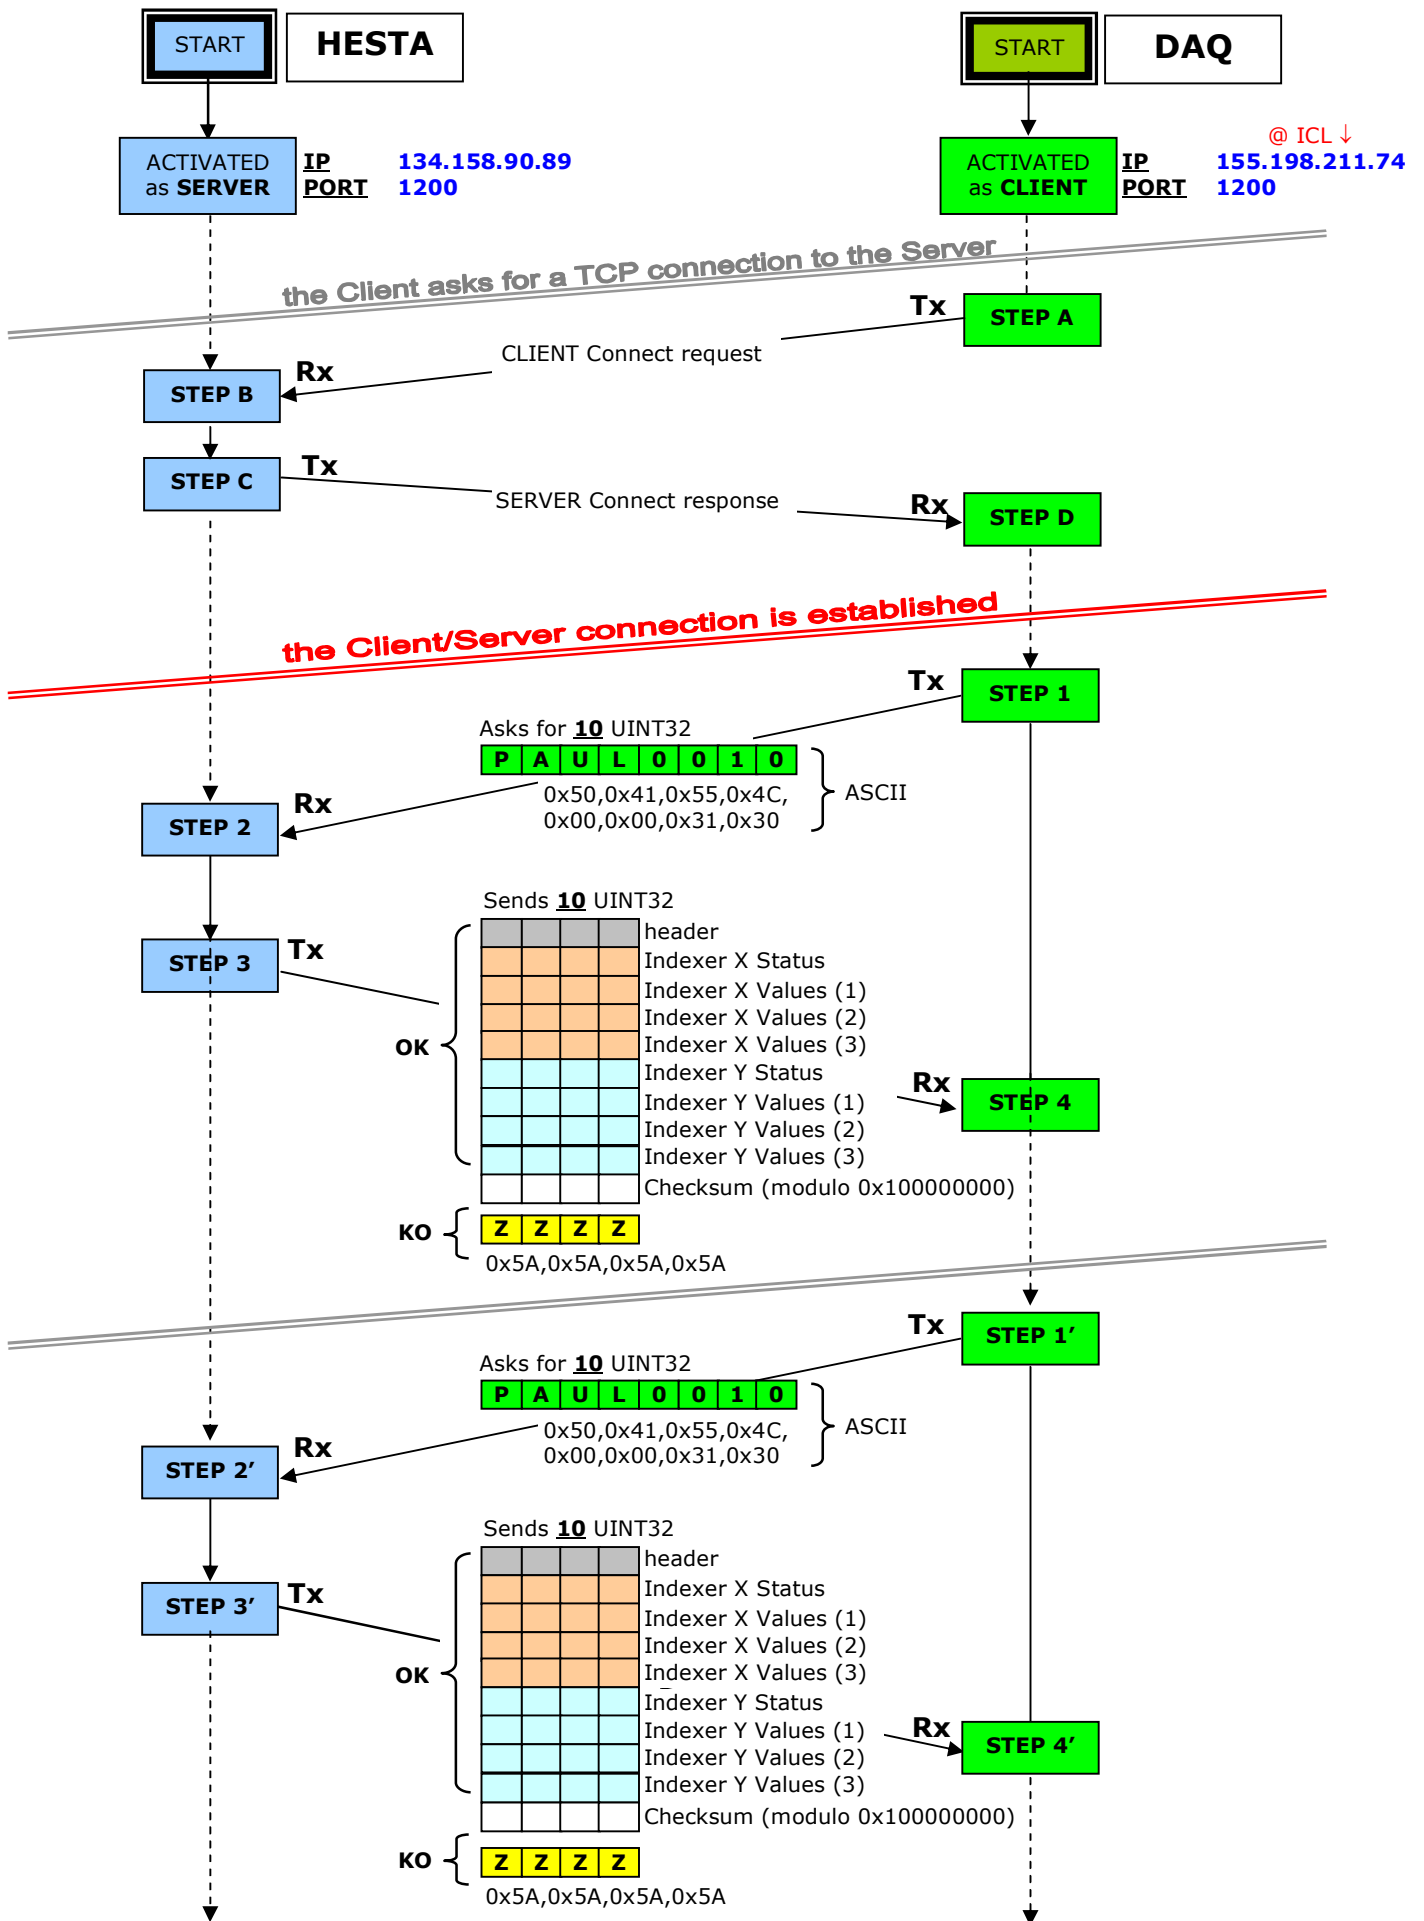 START HESTA START DAQ
@ ICL ↓
ACTIVATED as SERVER
IP 134.158.90.89
PORT 1200
ACTIVATED as CLIENT
IP 155.198.211.74
PORT 1200
the Client asks for a TCP connection to the Server
Tx STEP A
CLIENT Connect request
Rx
STEP B
STEP C
Tx
SERVER Connect response
Rx STEP D
the Client/Server connection is established
Tx STEP 1
Asks for 10 UINT32
P A U L 0 0 1 0
0x50,0x41,0x55,0x4C,
0x00,0x00,0x31,0x30
ASCII
Rx
STEP 2
Sends 10 UINT32
header
STEP 3 Tx
Indexer X Status
Indexer X Values (1)
Indexer X Values (2)
OK Indexer X Values (3)
Indexer Y Status
Indexer Y Values (1)
Rx STEP 4
Indexer Y Values (2)
Indexer Y Values (3)
Checksum (modulo 0x100000000)
KO Z Z Z Z
0x5A,0x5A,0x5A,0x5A
Tx STEP 1’
Asks for 10 UINT32
P A U L 0 0 1 0
0x50,0x41,0x55,0x4C,
0x00,0x00,0x31,0x30
ASCII
Rx
STEP 2’
Sends 10 UINT32
header
STEP 3’ Tx
Indexer X Status
Indexer X Values (1)
Indexer X Values (2)
OK Indexer X Values (3)
Indexer Y Status
Indexer Y Values (1)
Rx STEP 4’
Indexer Y Values (2)
Indexer Y Values (3)
Checksum (modulo 0x100000000)
KO Z Z Z Z
0x5A,0x5A,0x5A,0x5A